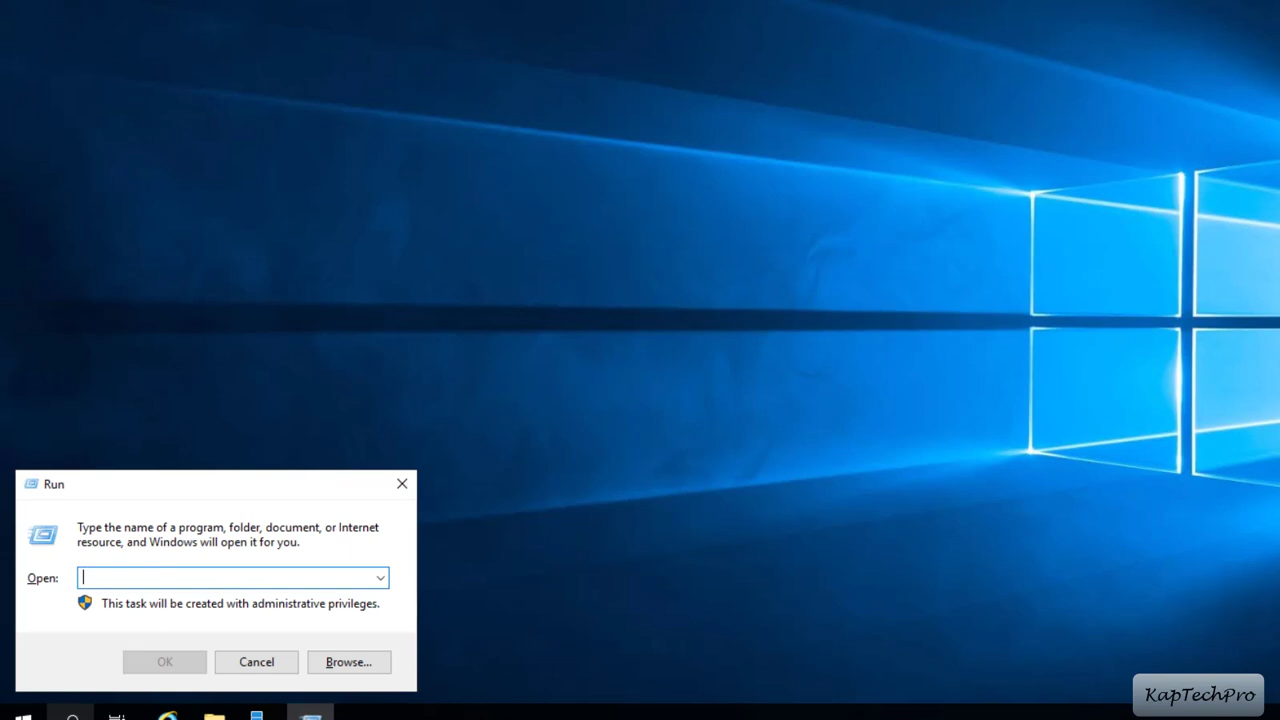 Run
Type the name of a program, folder, document, or Internet
resource, and Windows will open it for you.
Open:
This task will be created with administrative privileges.
OK
Cancel
Browse...
KapTechPro